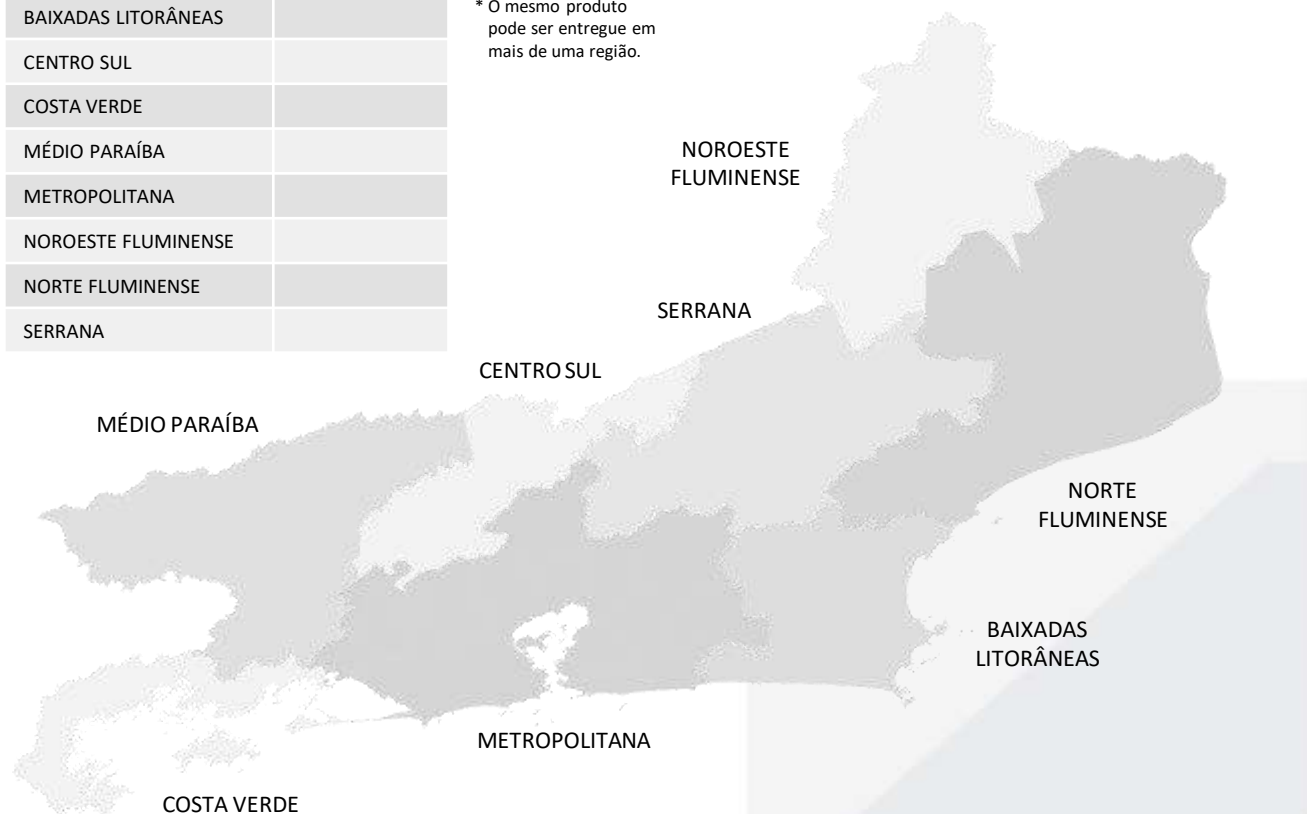 BAIXADAS LITORÂNEAS
CENTRO SUL
COSTA VERDE
MÉDIO PARAÍBA
METROPOLITANA
NOROESTE FLUMINENSE
NORTE FLUMINENSE
SERRANA
* O mesmo produto
pode ser entregue em
mais de uma região.
NOROESTE
FLUMINENSE
SERRANA
CENTRO SUL
MÉDIO PARAÍBA
NORTE
FLUMINENSE
BAIXADAS
LITORÂNEAS
METROPOLITANA
COSTA VERDE